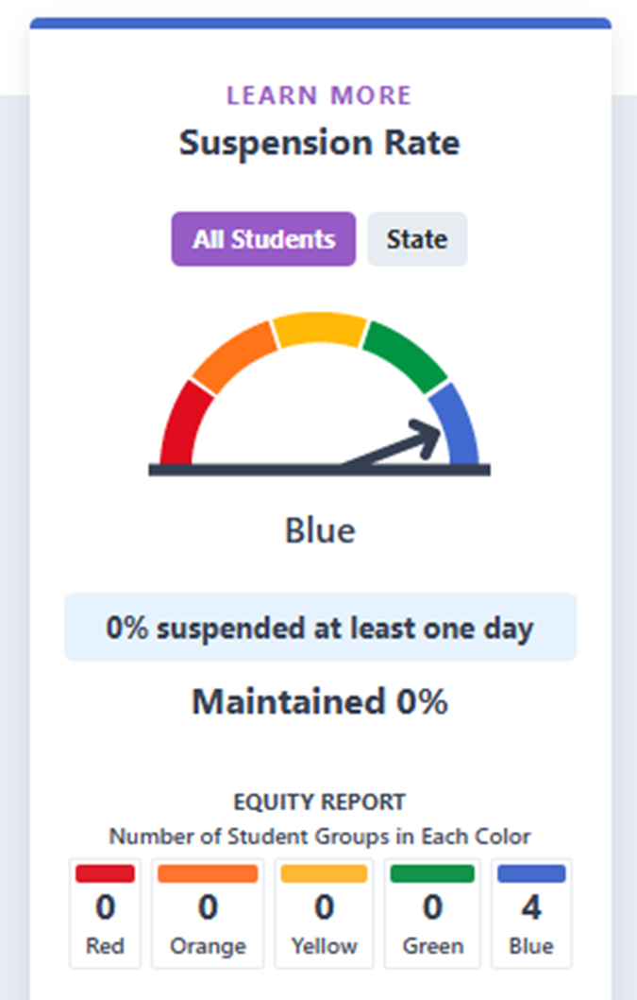 LEARN MORE
Suspension Rate
All Students State
Blue
0% suspended at least one day
Maintained 0%
EQUITY REPORT
Number of Student Groups in Each Color
0 0 0 0 4
Red Orange Yellow Green Blue